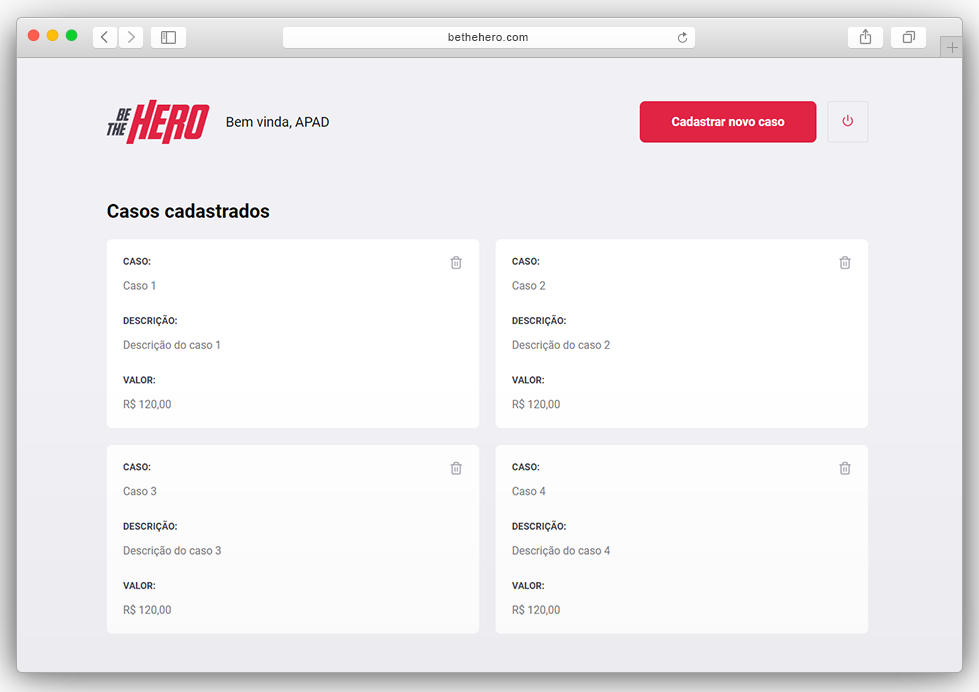 bethehero.com
BE THE HERO
Bem vinda, APAD
Cadastrar novo caso
Casos cadastrados
CASO:
Caso 1
DESCRIÇÃO:
Descrição do caso 1
VALOR:
R$ 120,00
CASO:
Caso 2
DESCRIÇÃO:
Descrição do caso 2
VALOR:
R$ 120,00
CASO:
Caso 3
DESCRIÇÃO:
Descrição do caso 3
VALOR:
R$ 120,00
CASO:
Caso 4
DESCRIÇÃO:
Descrição do caso 4
VALOR:
R$ 120,00